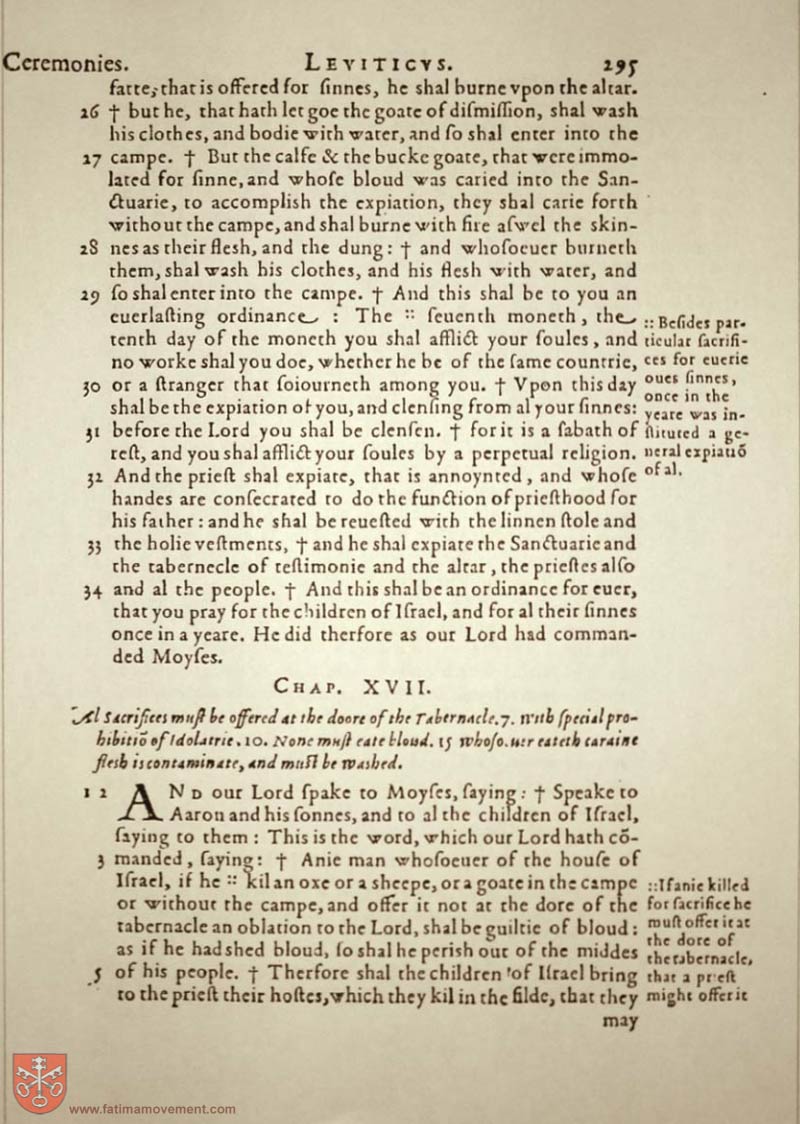 Ceremonies. LEVITICVS. 295
fatte, that is offered for ſinnes, he shal burne vpon the altar.
26 † but he, that hath let goe the goate of diſmiſſion, shal wash
his clothes, and bodie with water, and ſo shal enter into the
27 campe. † But the calfe & the bucke goate, that were immo-
lated for ſinne, and whoſe bloud was caried into the San-
ctuarie, to accomplish the expiation, they shal carie forth
without the campe, and shal burne with fire aſwel the skin-
28 nes as their flesh, and the dung: † and whoſoeuer burneth
them, shal wash his clothes, and his flesh with water, and
29 ſo shal enter into the campe. † And this shal be to you an
euerlaſting ordinance : The :: ſeuenth moneth, the
tenth day of the moneth you shal afflict your ſoules, and
no worke shal you doe, whether he be of the ſame countrie,
30 or a ſtranger that ſoiourneth among you. † Vpon this day
shal be the expiation of you, and clenſing from al your ſinnes:
31 before the Lord you shal be clenſen. † for it is a ſabath of
reſt, and you shal afflict your ſoules by a perpetual religion.
32 And the prieſt shal expiate, that is annoynted, and whoſe
handes are conſecrated to do the function of prieſthood for
his father: and he shal be reueſted with the linnen ſtole and
33 the holie veſtments, † and he shal expiate the Sanctuarie and
the tabernecle of teſtimonie and the altar, the prieſtes alſo
34 and al the people. † And this shal be an ordinance for euer,
that you pray for the children of Iſrael, and for al their ſinnes
once in a yeare. He did therfore as our Lord had comman-
ded Moyſes.
:: Beſides par-
ticular ſacrifi-
ces for euerie
oues ſinnes,
once in the
yeare was in-
ſtituted a ge-
neral expiatiō
of al.
CHAP. XVII.
Al Sacrifices muſt be offered at the doore of the Tabernacle. 7. with ſpecial pro-
hibitiō of Idolatrie. 10. None muſt eate bloud. 15 whoſoeuer eateth caraine
flesh is contaminate, and muſt be washed.
1 2 AND our Lord ſpake to Moyſes, ſaying: † Speake to
Aaron and his ſonnes, and to al the children of Iſrael,
ſaying to them: This is the word, which our Lord hath cō-
3 manded, ſaying: † Anie man whoſoeuer of the houſe of
Iſrael, if he :: kil an oxe or a sheepe, or a goate in the campe
or without the campe, and offer it not at the dore of the
tabernacle an oblation to the Lord, shal be guiltie of bloud:
as if he had shed bloud, ſo shal he perish out of the middes
5 of his people. † Therfore shal the children of Iſrael bring
to the prieſt their hoſtes, which they kil in the filde, that they
may
:: If anie killed
for ſacrifice he
muſt offer it at
the dore of
the tabernacle,
that a prieſt
might offer it
www.fatimamovement.com